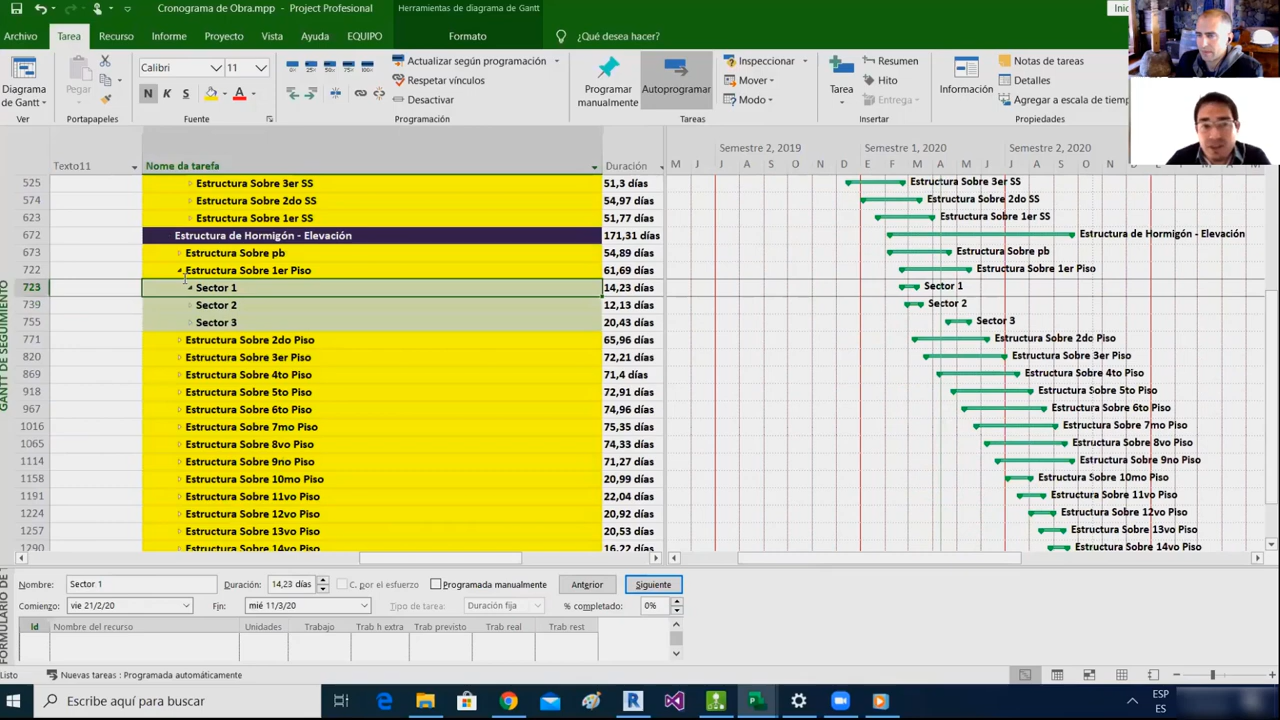 Cronograma de Obra.mpp - Project Profesional
Herramientas de diagrama de Gantt
Inic
Archivo Tarea Recurso Informe Proyecto Vista Ayuda EQUIPO Formato ¿Qué desea hacer?
Diagrama de Gantt
Pegar
Portapapeles
Calibri 11
N K S A
Fuente
Actualizar según programación
Respetar vínculos
Desactivar
Programación
Programar manualmente
Autoprogramar
Inspeccionar
Mover
Modo
Tareas
Tarea
Resumen
Hito
Entrega
Insertar
Información
Notas de tareas
Detalles
Agregar a escala de tiemp
Propiedades
Texto11 Nome da tarefa Duración
Semestre 2, 2019 Semestre 1, 2020 Semestre 2, 2020
M J S N D E F M A M J J A S O N D E F M A M J J A S O N D E F M A M J
525 Estructura Sobre 3er SS 51,3 días Estructura Sobre 3er SS
574 Estructura Sobre 2do SS 54,97 días Estructura Sobre 2do SS
623 Estructura Sobre 1er SS 51,77 días Estructura Sobre 1er SS
672 Estructura de Hormigón - Elevación 171,31 días Estructura de Hormigón - Elevación
673 Estructura Sobre pb 54,89 días Estructura Sobre pb
722 Estructura Sobre 1er Piso 61,69 días Estructura Sobre 1er Piso
723 Sector 1 14,23 días Sector 1
739 Sector 2 12,13 días Sector 2
755 Sector 3 20,43 días Sector 3
771 Estructura Sobre 2do Piso 65,96 días Estructura Sobre 2do Piso
820 Estructura Sobre 3er Piso 72,21 días Estructura Sobre 3er Piso
869 Estructura Sobre 4to Piso 71,4 días Estructura Sobre 4to Piso
918 Estructura Sobre 5to Piso 72,91 días Estructura Sobre 5to Piso
967 Estructura Sobre 6to Piso 74,96 días Estructura Sobre 6to Piso
1016 Estructura Sobre 7mo Piso 75,35 días Estructura Sobre 7mo Piso
1065 Estructura Sobre 8vo Piso 74,33 días Estructura Sobre 8vo Piso
1114 Estructura Sobre 9no Piso 71,27 días Estructura Sobre 9no Piso
1158 Estructura Sobre 10mo Piso 20,99 días Estructura Sobre 10mo Piso
1191 Estructura Sobre 11vo Piso 22,04 días Estructura Sobre 11vo Piso
1224 Estructura Sobre 12vo Piso 20,92 días Estructura Sobre 12vo Piso
1257 Estructura Sobre 13vo Piso 20,53 días Estructura Sobre 13vo Piso
1290 Estructura Sobre 14vo Piso 16,22 días Estructura Sobre 14vo Piso
GANTT DE SEGUIMIENTO
FORMULARIO DE T
Nombre: Sector 1 Duración: 14,23 días C. por el esfuerzo Programada manualmente Anterior Siguiente
Comienzo: vie 21/2/20 Fin: mié 11/3/20 Tipo de tarea: Duración fija % completado: 0%
Id Nombre del recurso Unidades Trabajo Trab h extra Trab previsto Trab real Trab rest
Listo Nuevas tareas : Programada automáticamente
Escribe aquí para buscar
ESP
ES